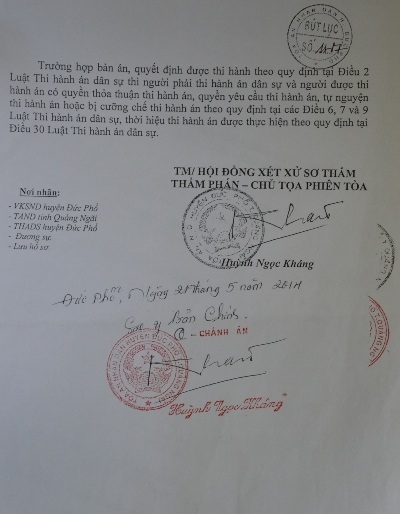 BÚT LỤC
SỐ
Trường hợp bản án, quyết định được thi hành theo quy định tại Điều 2
Luật Thi hành án dân sự thì người phải thi hành án dân sự và người được thi
hành án có quyền thỏa thuận thi hành án, quyền yêu cầu thi hành án, tự nguyện
thi hành án hoặc bị cưỡng chế thi hành án theo quy định tại các Điều 6, 7 và 9
Luật Thi hành án dân sự, thời hiệu thi hành án được thực hiện theo quy định tại
Điều 30 Luật Thi hành án dân sự.
TM/ HỘI ĐỒNG XÉT XỬ SƠ THẨM
THẨM PHÁN – CHỦ TỌA PHIÊN TÒA
Nơi nhận:
- VKSND huyện Đức Phổ
- TAND tỉnh Quảng Ngãi
- THADS huyện Đức Phổ
- Đương sự
- Lưu hồ sơ
Huỳnh Ngọc Kháng
Đức Phổ, Ngày 21 tháng 5 năm
Sao y Bản Chính
CHÁNH ÁN
Huỳnh Ngọc Kháng